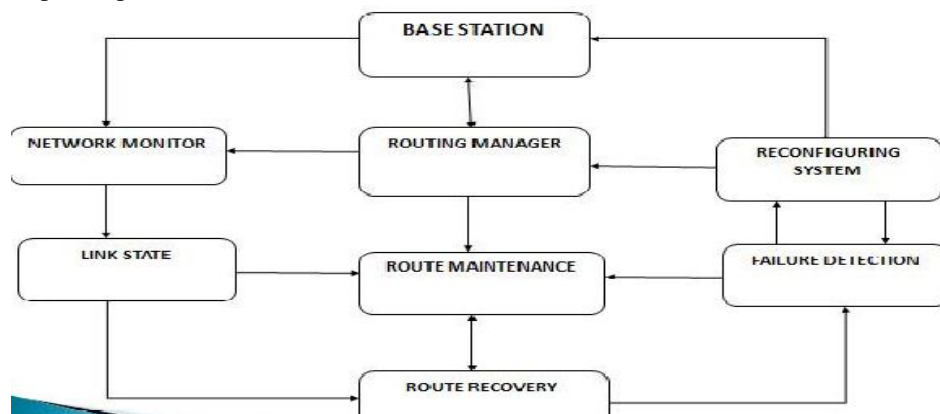 BASE STATION
NETWORK MONITOR
ROUTING MANAGER
RECONFIGURING
SYSTEM
LINK STATE
ROUTE MAINTENANCE
FAILURE DETECTION
ROUTE RECOVERY